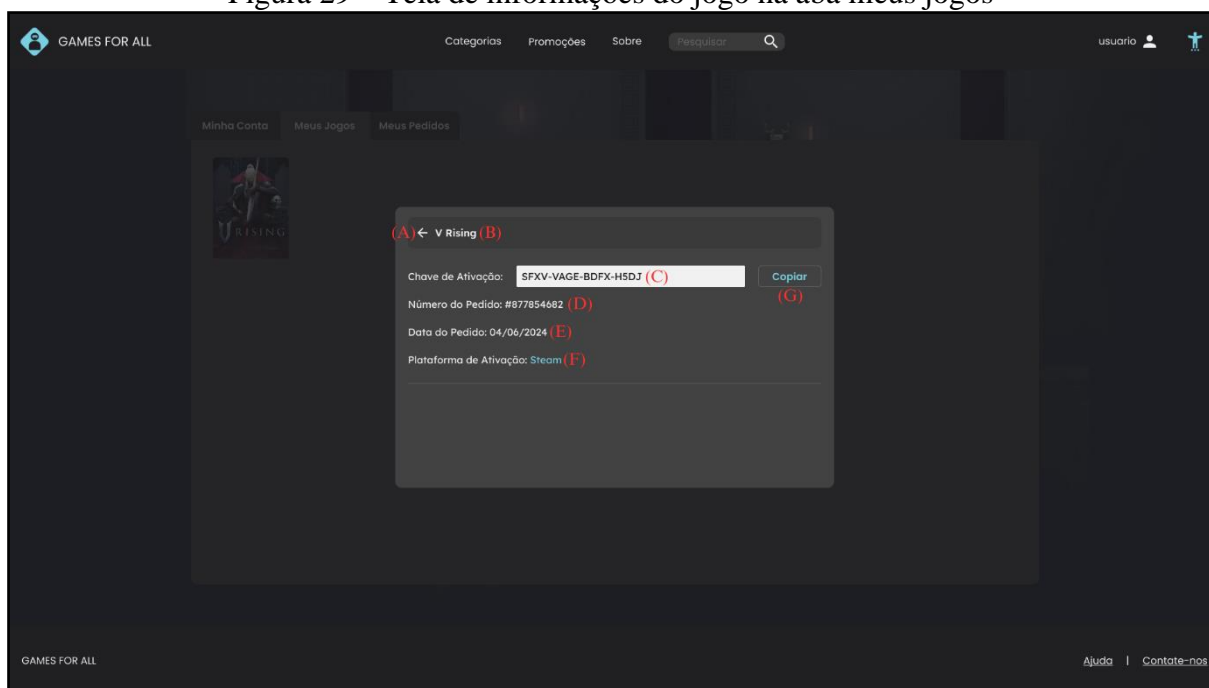 Figura 29 – Tela de informações do jogo na aba meus jogos
GAMES FOR ALL Categorias Promoções Sobre Pesquisar usuario
Minha Conta Meus Jogos Meus Pedidos
V RISING
(A) ← V Rising (B)
Chave de Ativação: SFXV-VAGE-BDFX-H5DJ (C) Copiar
(G)
Número do Pedido: #877854682 (D)
Data do Pedido: 04/06/2024 (E)
Plataforma de Ativação: Steam (F)
GAMES FOR ALL Ajuda | Contate-nos